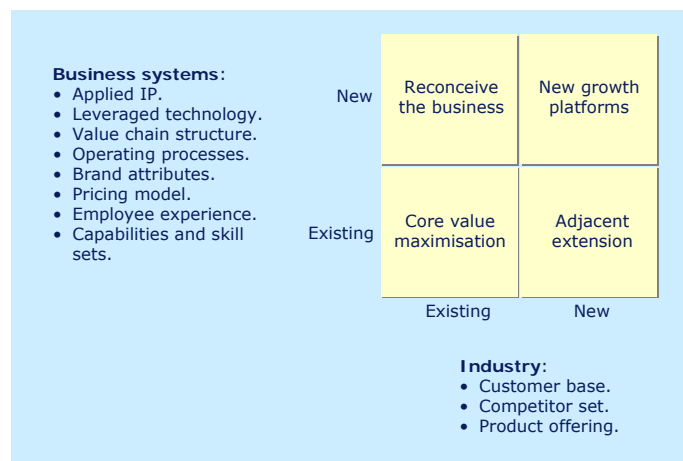 Business systems:
• Applied IP.
• Leveraged technology.
• Value chain structure.
• Operating processes.
• Brand attributes.
• Pricing model.
• Employee experience.
• Capabilities and skill
sets.
New
Reconceive
the business
New growth
platforms
Existing
Core value
maximisation
Adjacent
extension
Existing
New
Industry:
• Customer base.
• Competitor set.
• Product offering.